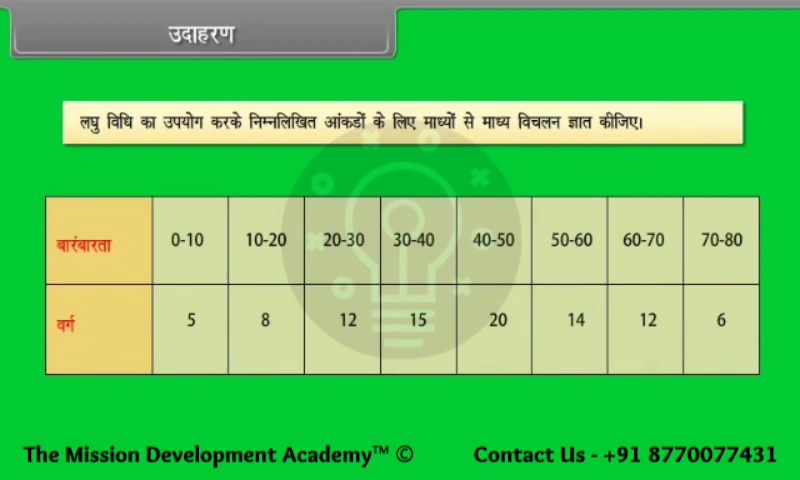 उदाहरण
लघु विधि का उपयोग करके निम्नलिखित आंकडों के लिए माध्यों से माध्य विचलन ज्ञात कीजिए।
बारंबारता 0-10 10-20 20-30 30-40 40-50 50-60 60-70 70-80
वर्ग 5 8 12 15 20 14 12 6
The Mission Development Academy™ © Contact Us - +91 8770077431